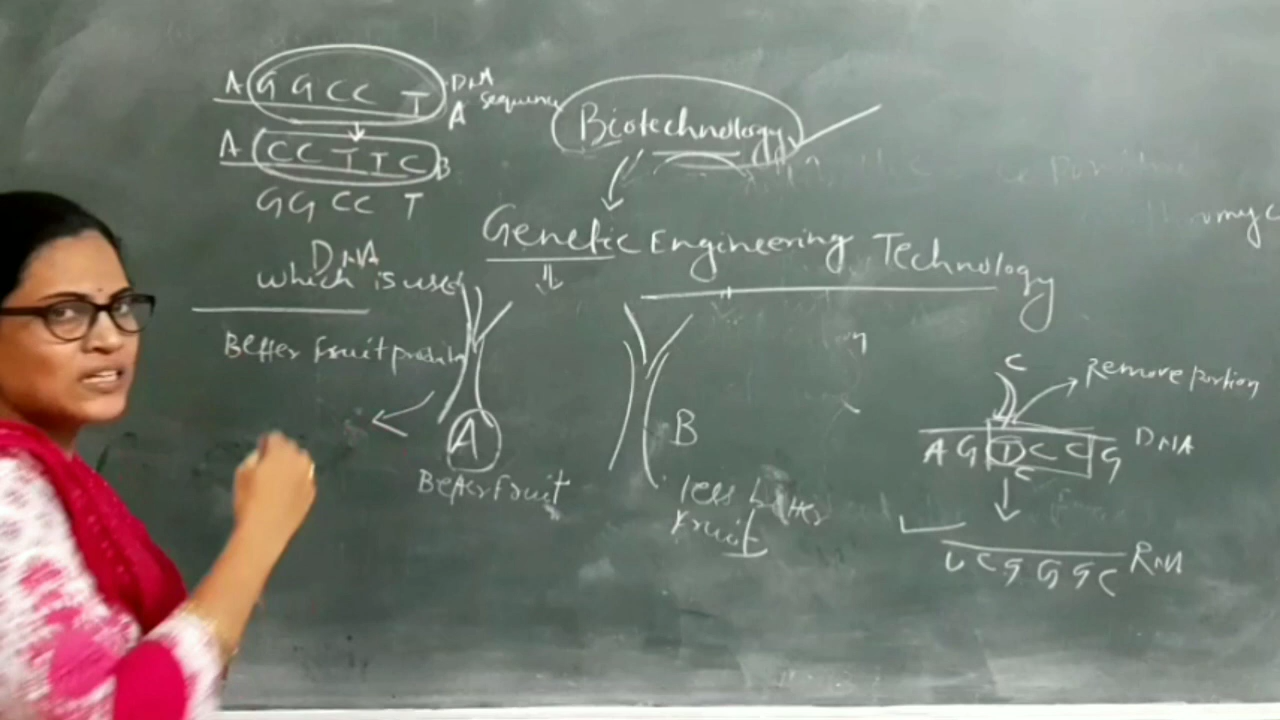 A G G C C T DNA
A sequence
A C C T T C B
G G C C T
DNA
which is used
Better fruit
Biotechnology
Genetic Engineering Technology
A
Better fruit
B
less better
fruit
C
Remove portion
A G T C C G DNA
C
U C G G G C RNA